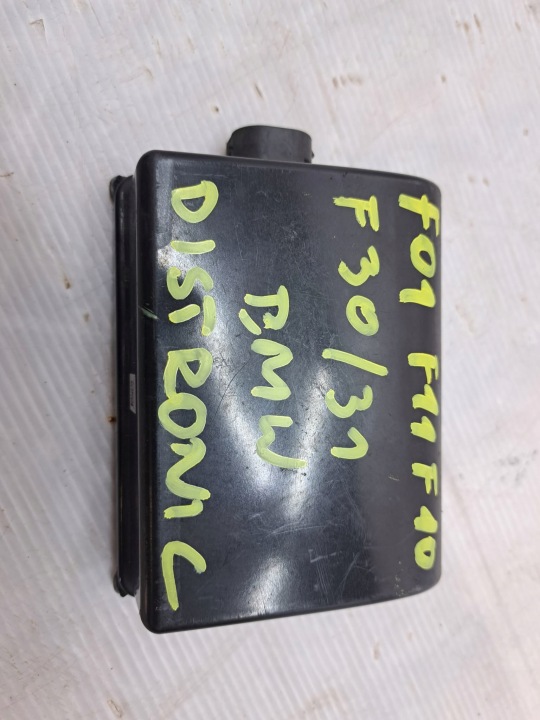 F01 F11 F10
F30/31
BMW
DISTRONIC